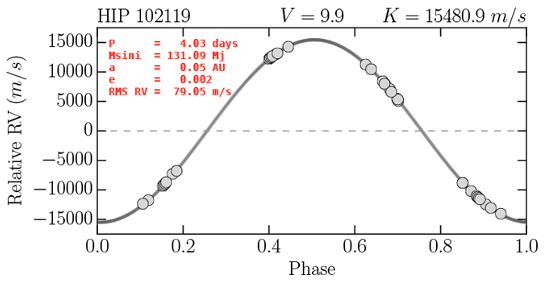 HIP 102119 V = 9.9 K = 15480.9 m/s
P = 4.03 days
Msini = 131.09 Mj
a = 0.05 AU
e = 0.002
RMS RV = 79.05 m/s
Relative RV (m/s)
15000
10000
5000
0
−5000
−10000
−15000
0.0 0.2 0.4 0.6 0.8 1.0
Phase